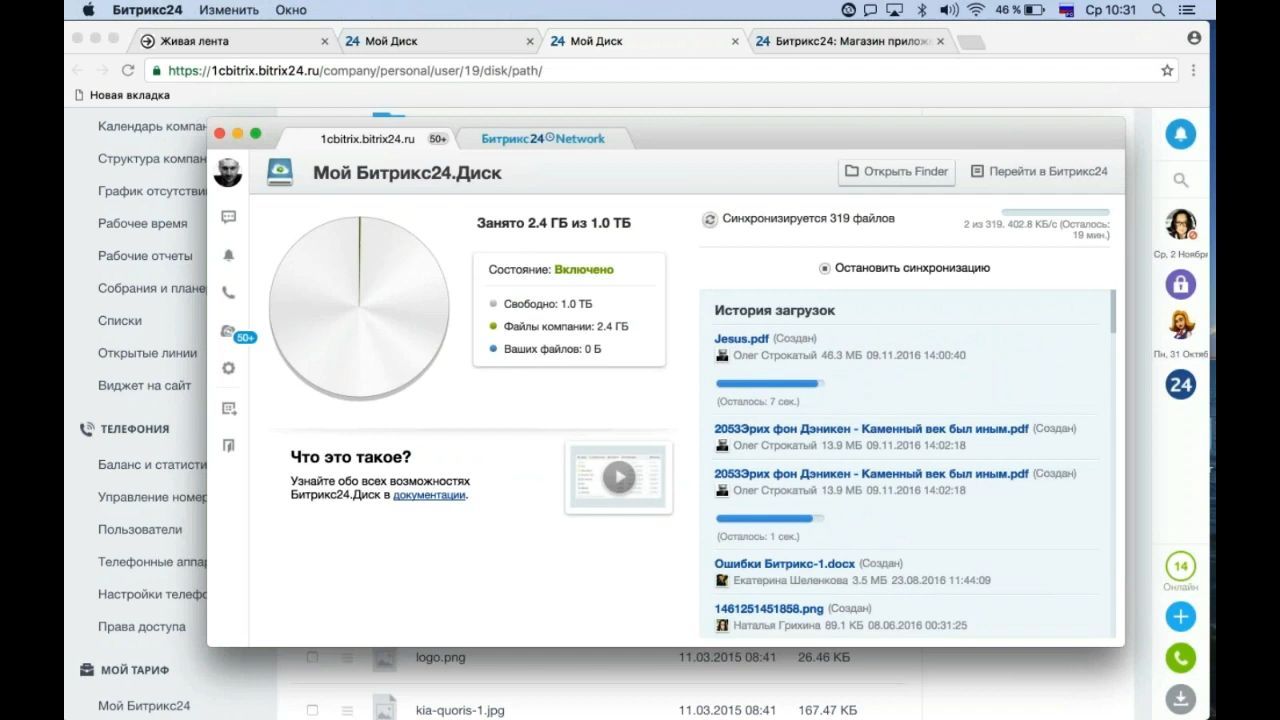 Битрикс24 Изменить Окно
46 % Ср 10:31
Живая лента
24 Мой Диск
24 Мой Диск
24 Битрикс24: Магазин прилож
https://1cbitrix.bitrix24.ru/company/personal/user/19/disk/path/
Новая вкладка
Календарь компан
Структура компан
График отсутстви
Рабочее время
Рабочие отчеты
Собрания и плане
Списки
Открытые линии
Виджет на сайт
ТЕЛЕФОНИЯ
Баланс и статисти
Управление номер
Пользователи
Телефонные аппар
Настройки телефо
Права доступа
МОЙ ТАРИФ
Мой Битрикс24
1cbitrix.bitrix24.ru 50+
Битрикс24 Network
Мой Битрикс24.Диск
Открыть Finder
Перейти в Битрикс24
50+
Занято 2.4 ГБ из 1.0 ТБ
Состояние: Включено
Свободно: 1.0 ТБ
Файлы компании: 2.4 ГБ
Ваших файлов: 0 Б
Что это такое?
Узнайте обо всех возможностях
Битрикс24.Диск в документации.
Синхронизируется 319 файлов
2 из 319. 402.8 КБ/с (Осталось:
19 мин.)
Остановить синхронизацию
История загрузок
Jesus.pdf (Создан)
Олег Строкатый 46.3 МБ 09.11.2016 14:00:40
(Осталось: 7 сек.)
2053Эрих фон Дэникен - Каменный век был иным.pdf (Создан)
Олег Строкатый 13.9 МБ 09.11.2016 14:02:18
2053Эрих фон Дэникен - Каменный век был иным.pdf (Создан)
Олег Строкатый 13.9 МБ 09.11.2016 14:02:18
(Осталось: 1 сек.)
Ошибки Битрикс-1.docx (Создан)
Екатерина Шеленкова 3.5 МБ 23.08.2016 11:44:09
1461251451858.png (Создан)
Наталья Грихина 89.1 КБ 08.06.2016 00:31:25
logo.png 11.03.2015 08:41 26.46 КБ
kia-quoris-1.jpg 11.03.2015 08:41 167.47 КБ
Ср, 2 Ноябр
Пн, 31 Октяб
24
14
Онлайн